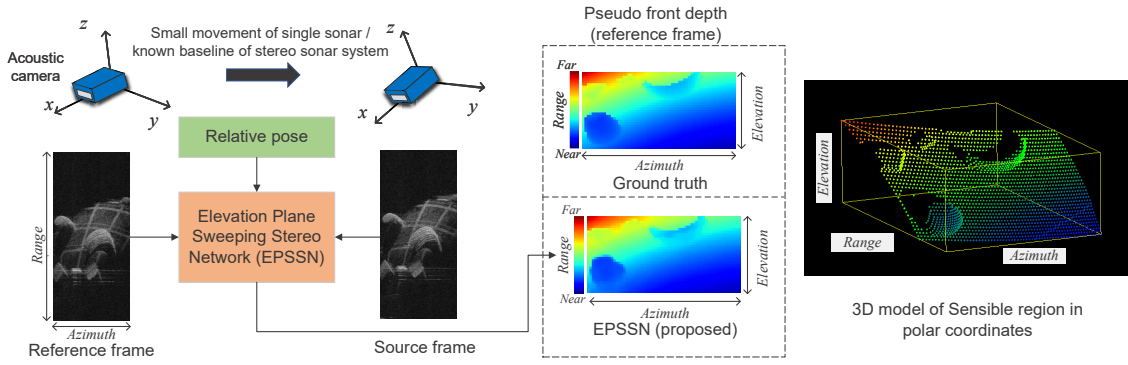 z
Acoustic
camera
x
y
Small movement of single sonar /
known baseline of stereo sonar system
z
x
y
Relative pose
Range
Azimuth
Reference frame
Elevation Plane
Sweeping Stereo
Network (EPSSN)
Source frame
Pseudo front depth
(reference frame)
Far
Range
Near
Elevation
Azimuth
Ground truth
Far
Range
Near
Elevation
Azimuth
EPSSN (proposed)
Elevation
Range
Azimuth
3D model of Sensible region in
polar coordinates